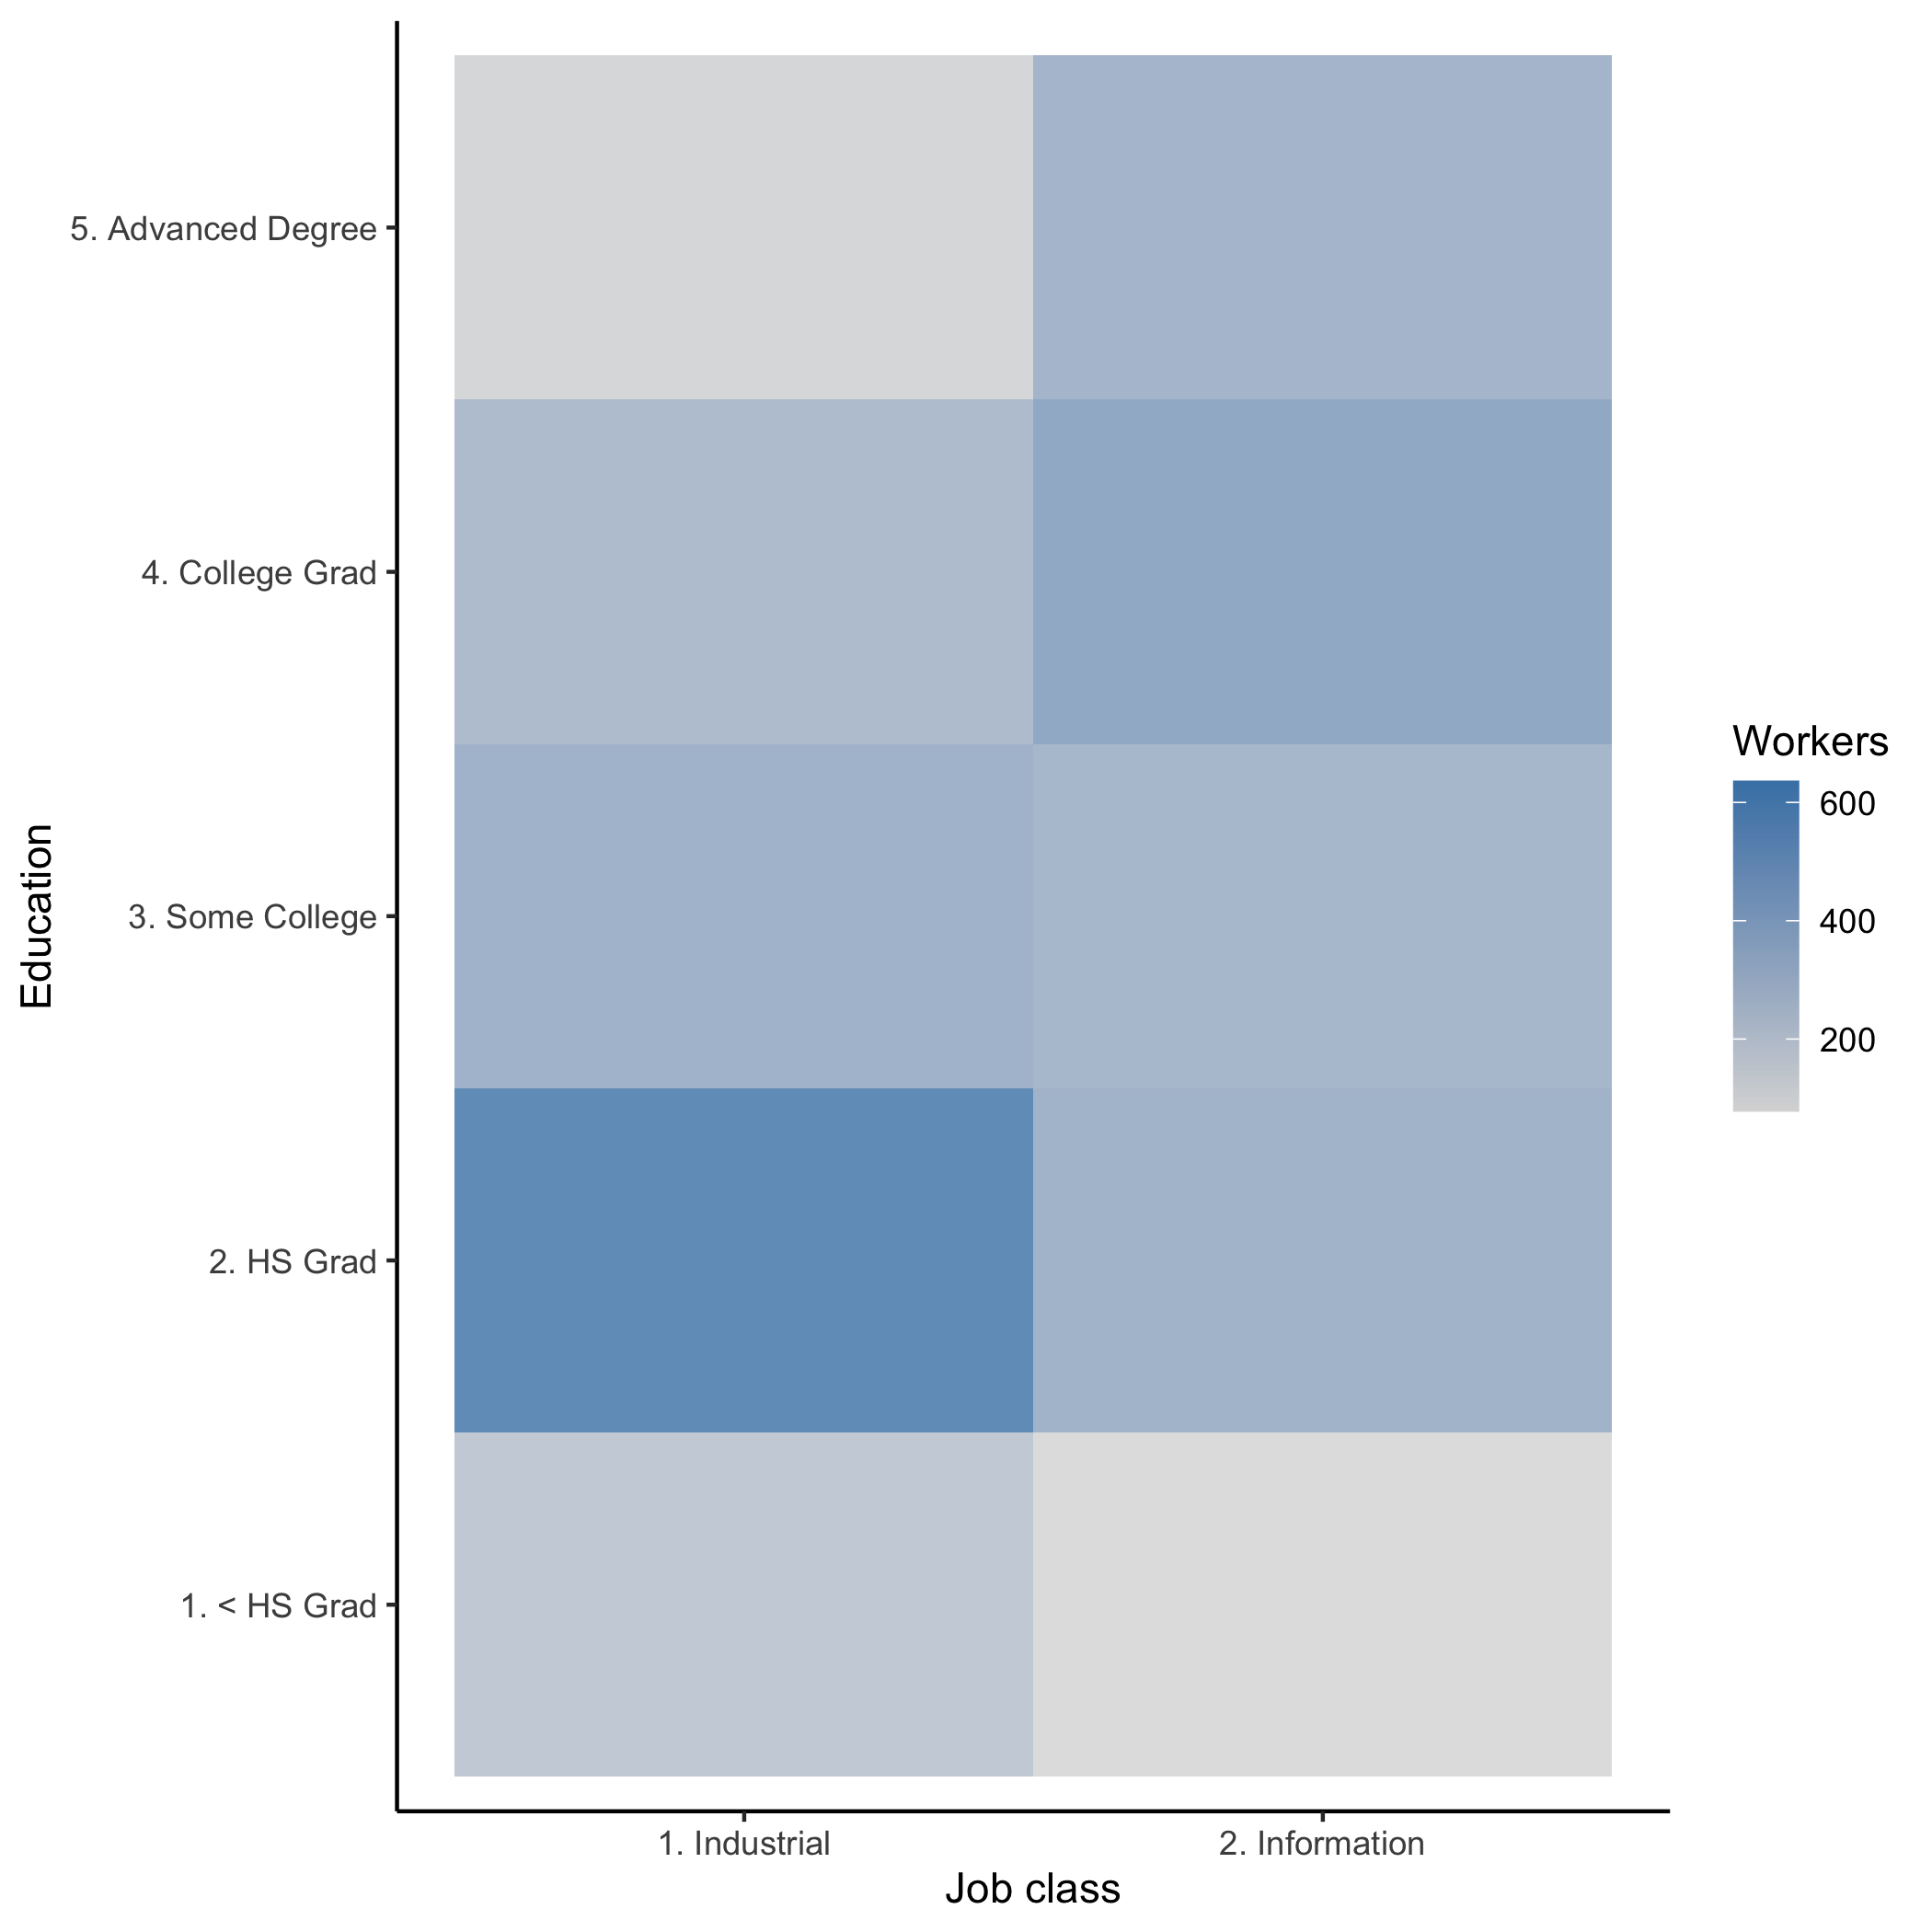 Education
5. Advanced Degree
4. College Grad
3. Some College
2. HS Grad
1. < HS Grad
1. Industrial
2. Information
Job class
Workers
600
400
200